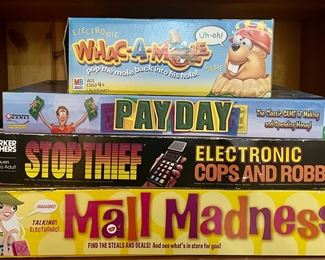 ELECTRONIC
WHAC-A-MOLE
GAME
Uh-oh!
pop the mole back into his hole!
MB
AGES 4+
PAYDAY
The Classic GAME of Making
and Spending Money!
STOP THIEF
ELECTRONIC
COPS AND ROBB
TALKING!
ELECTRONIC!
Mall Madness
FIND THE STEALS AND DEALS! And see what's in store for you!